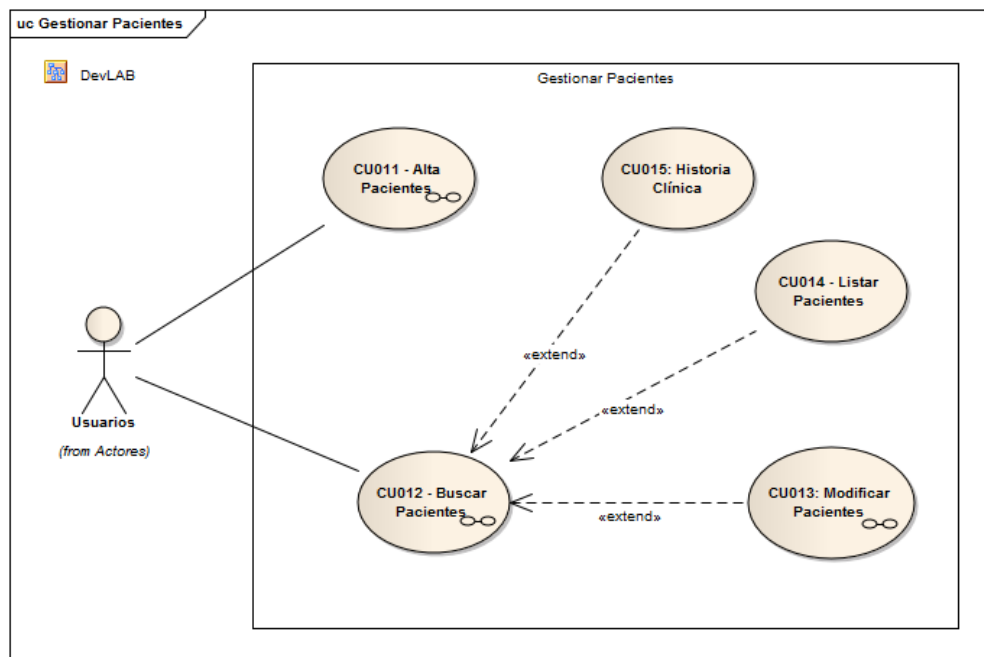 uc Gestionar Pacientes
DevLAB
Gestionar Pacientes
CU011 - Alta
Pacientes
CU015: Historia
Clínica
CU014 - Listar
Pacientes
«extend»
«extend»
Usuarios
(from Actores)
CU012 - Buscar
Pacientes
«extend»
CU013: Modificar
Pacientes